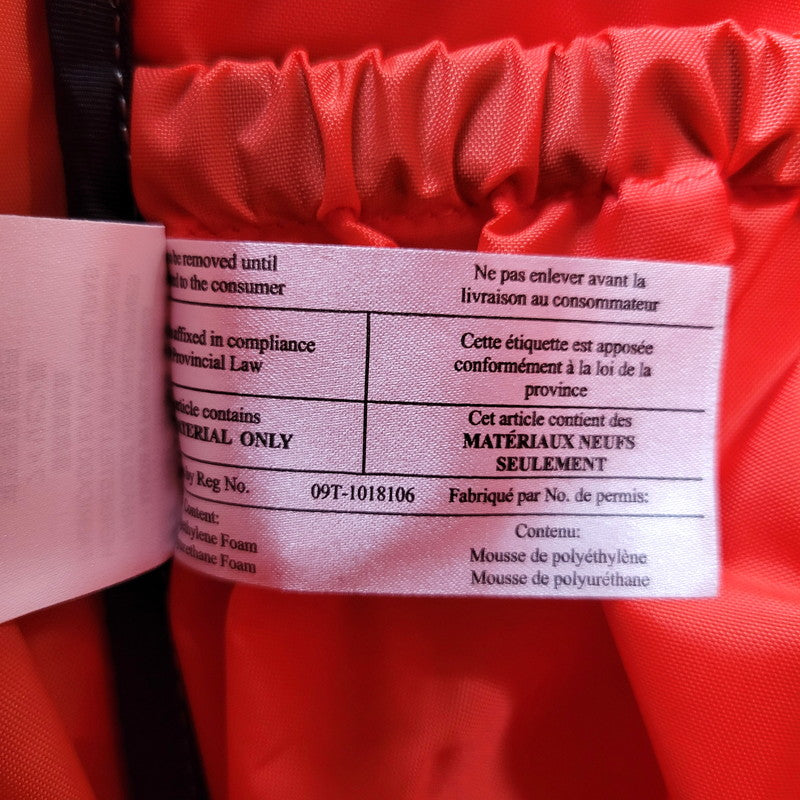 be removed until
to the consumer
Ne pas enlever avant la
livraison au consommateur
affixed in compliance
Provincial Law
Cette étiquette est apposée
conformément à la loi de la
province
contains
ONLY
Cet article contient des
MATÉRIAUX NEUFS
SEULEMENT
by Reg No. 09T-1018106 Fabriqué par No. de permis:
Content:
Foam
Foam
Contenu:
Mousse de polyéthylène
Mousse de polyuréthane